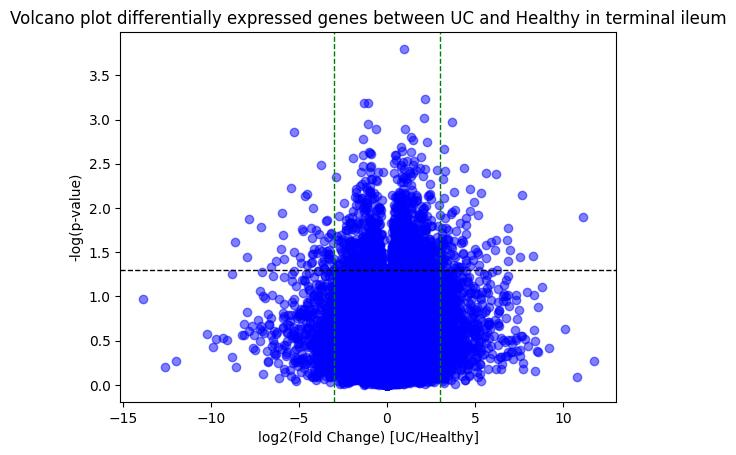 Volcano plot differentially expressed genes between UC and Healthy in terminal ileum
3.5
3.0
2.5
2.0
1.5
1.0
0.5
0.0
-log(p-value)
−15 −10 −5 0 5 10
log2(Fold Change) [UC/Healthy]